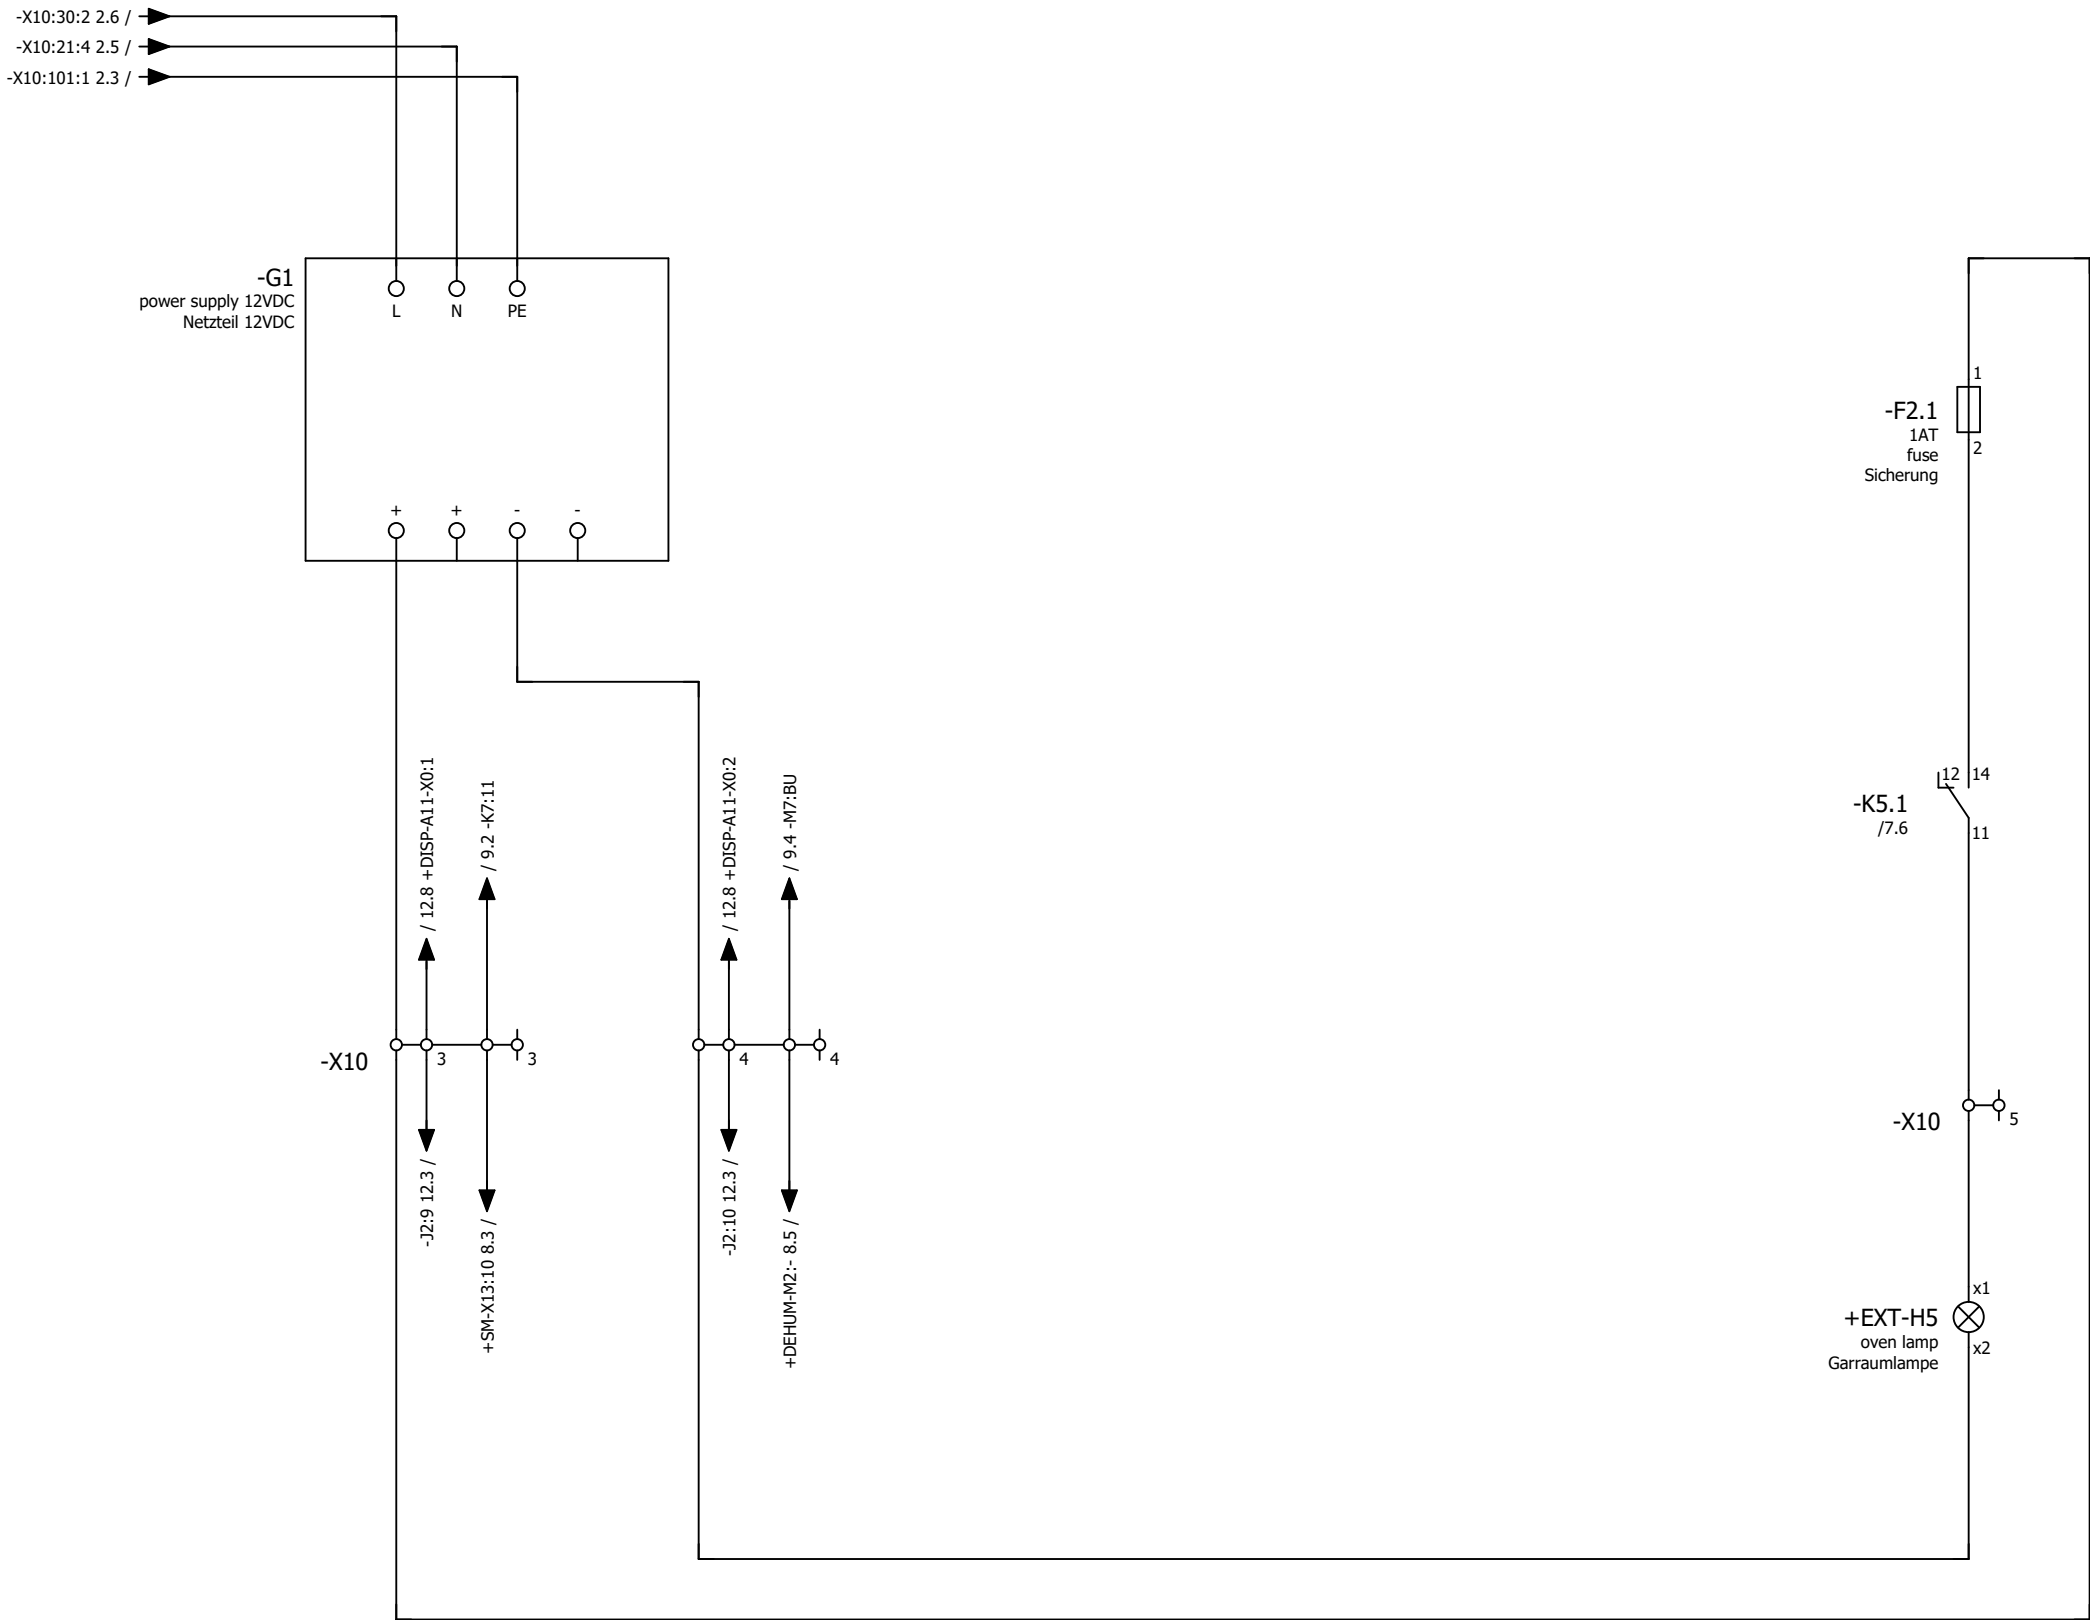 -X10:30:2 2.6 /
-X10:21:4 2.5 /
-X10:101:1 2.3 /
-G1
power supply 12VDC
Netzteil 12VDC
L N PE
+ + - -
1
-F2.1
1AT
2
fuse
Sicherung
/ 12.8 +DISP-A11-X0:1
/ 9.2 -K7:11
/ 12.8 +DISP-A11-X0:2
/ 9.4 -M7:BU
12 14
-K5.1
/7.6
11
-X10
3 3
4 4
-X10
5
-J2:9 12.3 /
+SM-X13:10 8.3 /
-J2:10 12.3 /
+DEHUM-M2:- 8.5 /
x1
+EXT-H5
oven lamp
x2
Garraumlampe